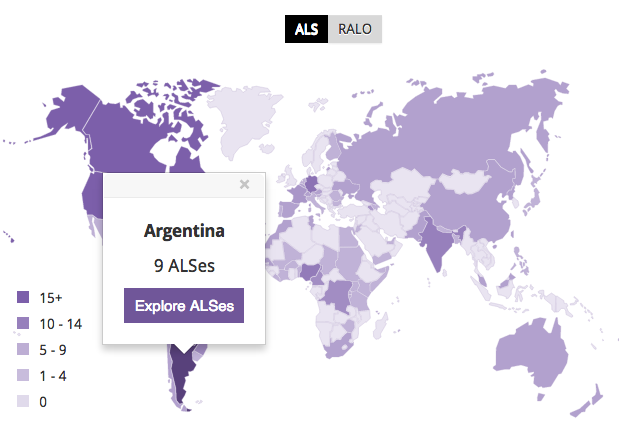 ALS RALO
×
Argentina
9 ALSes
Explore ALSes
15+
10 - 14
5 - 9
1 - 4
0